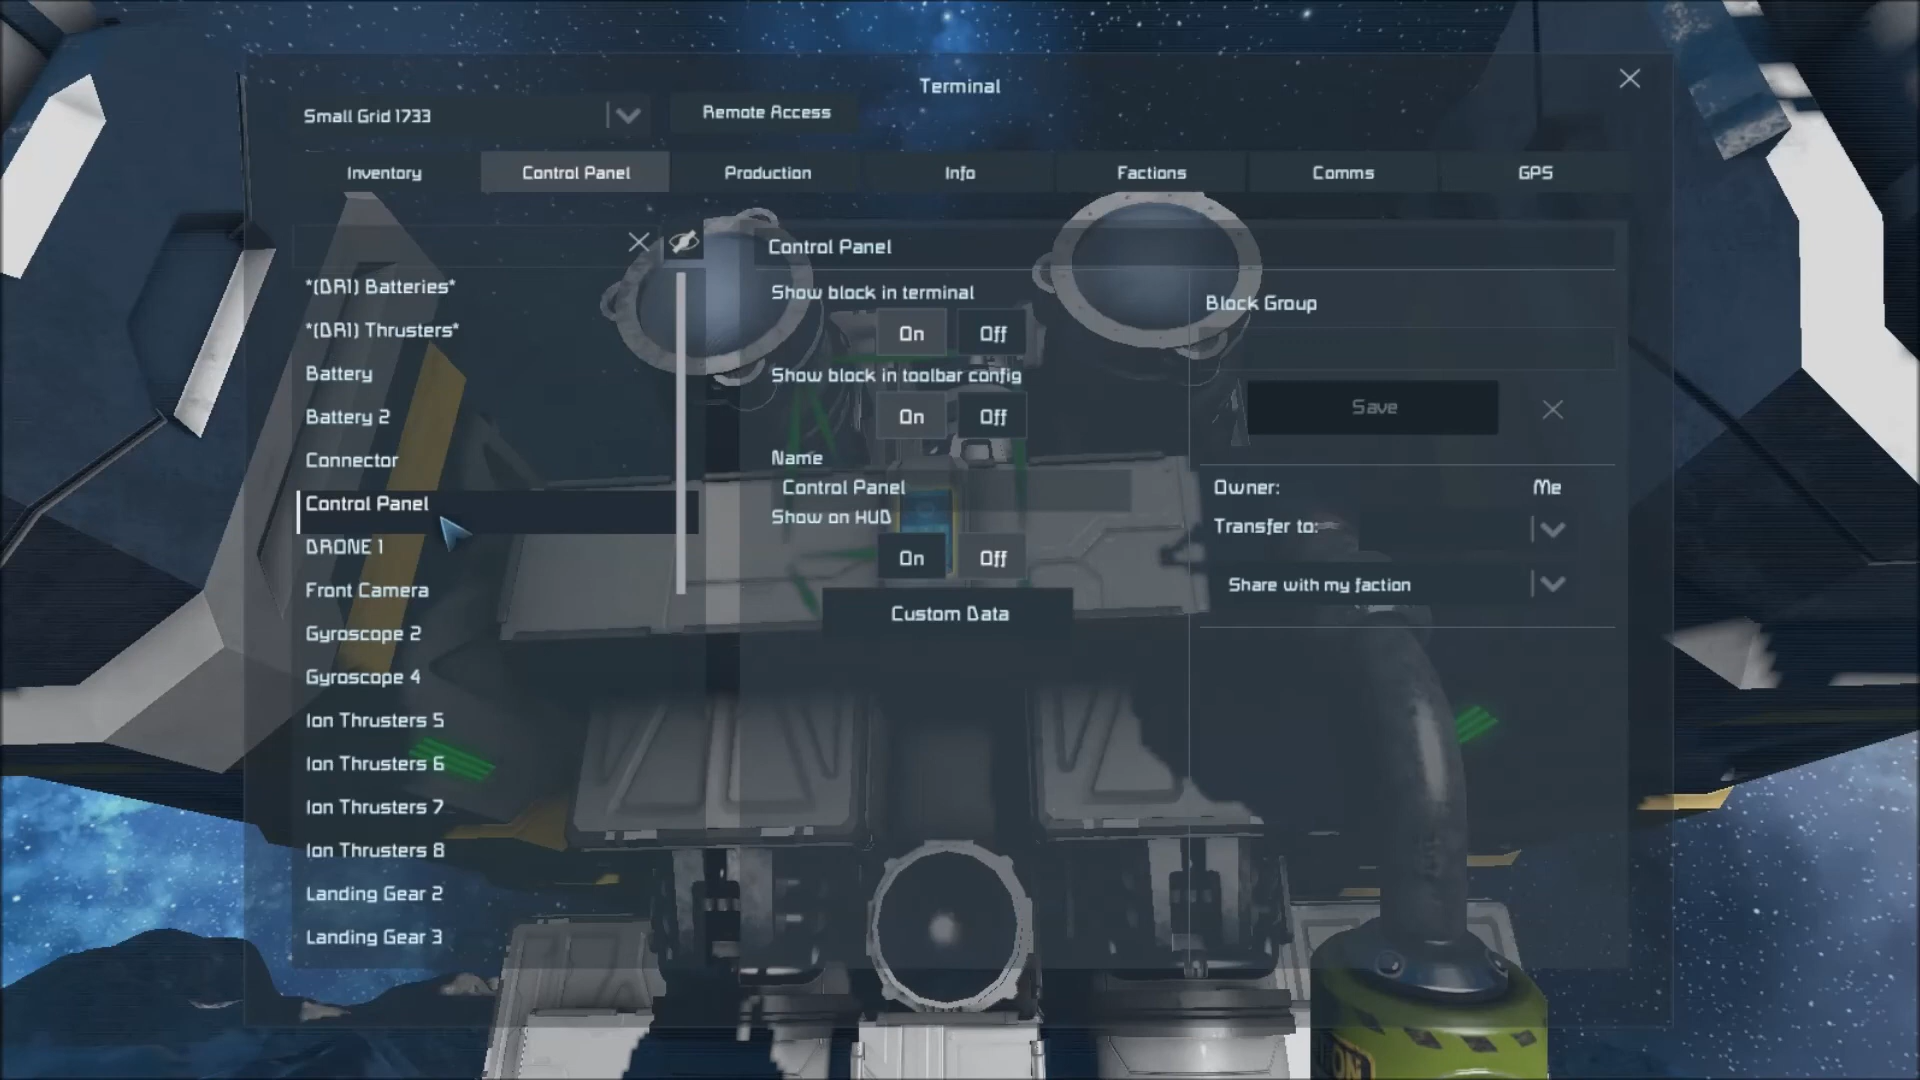 Terminal
Small Grid 1733
Remote Access
Inventory
Control Panel
Production
Info
Factions
Comms
GPS
*(DR1) Batteries*
*(DR1) Thrusters*
Battery
Battery 2
Connector
Control Panel
DRONE 1
Front Camera
Gyroscope 2
Gyroscope 4
Ion Thrusters 5
Ion Thrusters 6
Ion Thrusters 7
Ion Thrusters 8
Landing Gear 2
Landing Gear 3
Control Panel
Show block in terminal
On Off
Show block in toolbar config
On Off
Name
Control Panel
Show on HUD
On Off
Custom Data
Block Group
Save
Owner: Me
Transfer to:
Share with my faction